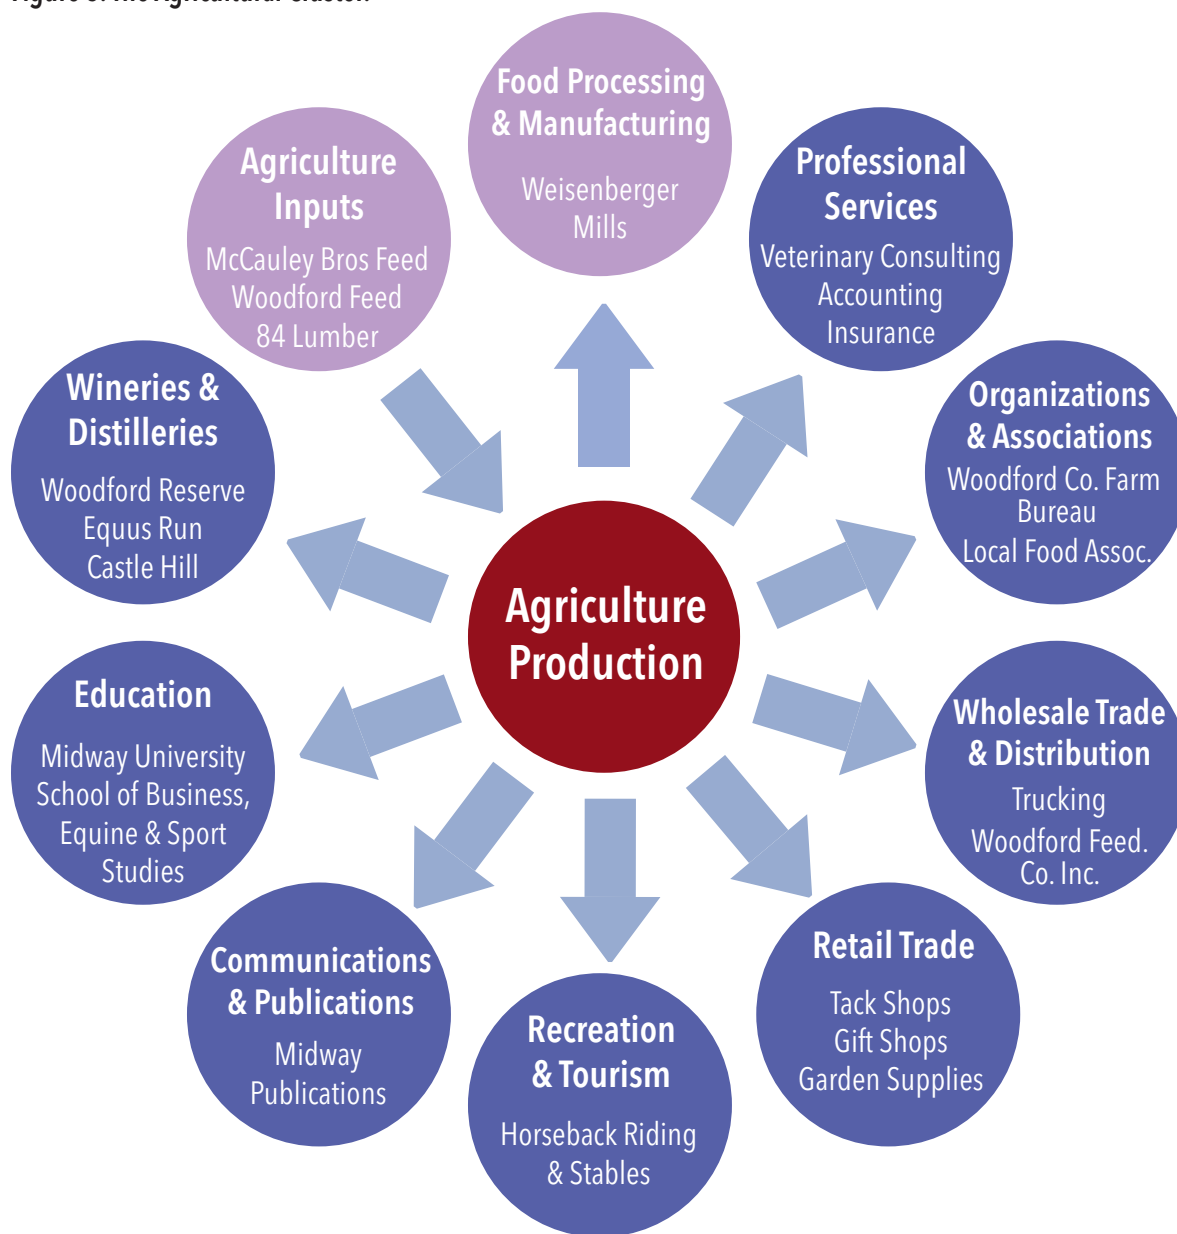 Food Processing
& Manufacturing
Weisenberger
Mills
Professional
Services
Veterinary Consulting
Accounting
Insurance
Organizations
& Associations
Woodford Co. Farm
Bureau
Local Food Assoc.
Wholesale Trade
& Distribution
Trucking
Woodford Feed.
Co. Inc.
Retail Trade
Tack Shops
Gift Shops
Garden Supplies
Recreation
& Tourism
Horseback Riding
& Stables
Communications
& Publications
Midway
Publications
Education
Midway University
School of Business,
Equine & Sport
Studies
Wineries &
Distilleries
Woodford Reserve
Equus Run
Castle Hill
Agriculture
Inputs
McCauley Bros Feed
Woodford Feed
84 Lumber
Agriculture
Production